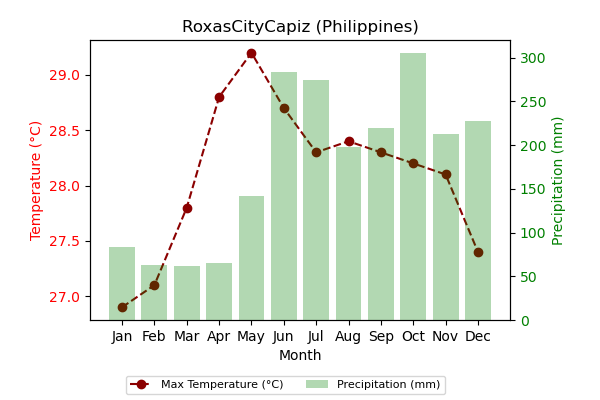 RoxasCityCapiz (Philippines)
Temperature (°C)
29.0
28.5
28.0
27.5
27.0
300
250
200
150
100
50
0
Precipitation (mm)
Jan Feb Mar Apr May Jun Jul Aug Sep Oct Nov Dec
Month
Max Temperature (°C) Precipitation (mm)